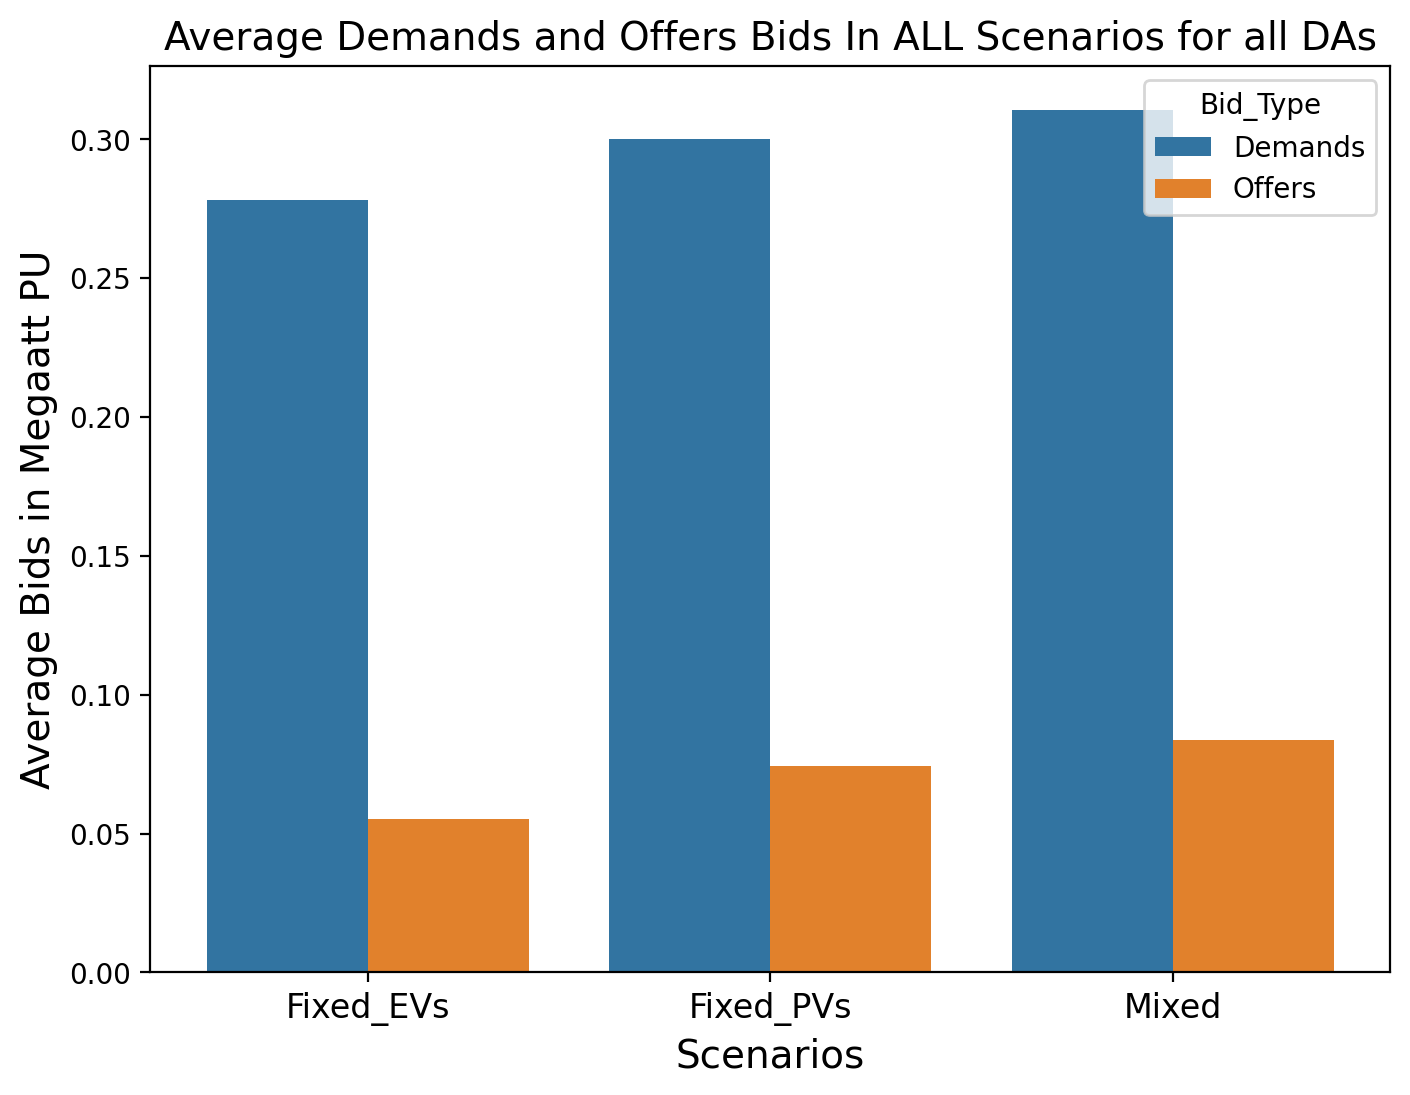 Average Demands and Offers Bids In ALL Scenarios for all DAs
Bid_Type
Demands
Offers
Average Bids in Megaatt PU
0.30
0.25
0.20
0.15
0.10
0.05
0.00
Fixed_EVs
Fixed_PVs
Mixed
Scenarios